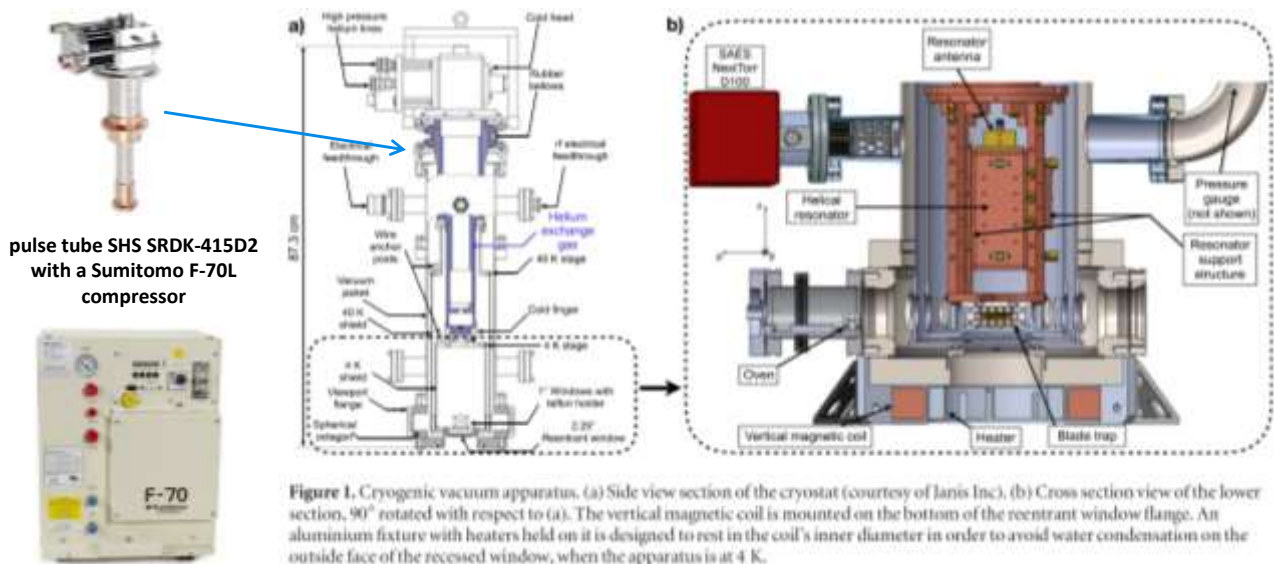 pulse tube SHS SRDK-415D2
with a Sumitomo F-70L
compressor
F-70
a)
High pressure
helium lines
Cold head
Rubber
bellows
Electrical
feedthrough
rf electrical
feedthrough
87.3 cm
Helium
exchange
gas
Wire
anchor
posts
40 K stage
Vacuum
jacket
40 K
shield
Cold finger
4 K stage
4 K
shield
Viewport
flange
1" Windows with
teflon holder
Spherical
octagon
2.29"
Reentrant window
b)
SAES
NexTorr
D100
Resonator
antenna
Helical
resonator
Pressure
gauge
(not shown)
Resonator
support
structure
Oven
Vertical magnetic coil
Heater
Blade trap
Figure 1. Cryogenic vacuum apparatus. (a) Side view section of the cryostat (courtesy of Janis Inc). (b) Cross section view of the lower
section, 90° rotated with respect to (a). The vertical magnetic coil is mounted on the bottom of the reentrant window flange. An
aluminium fixture with heaters held on it is designed to rest in the coil's inner diameter in order to avoid water condensation on the
outside face of the recessed window, when the apparatus is at 4 K.